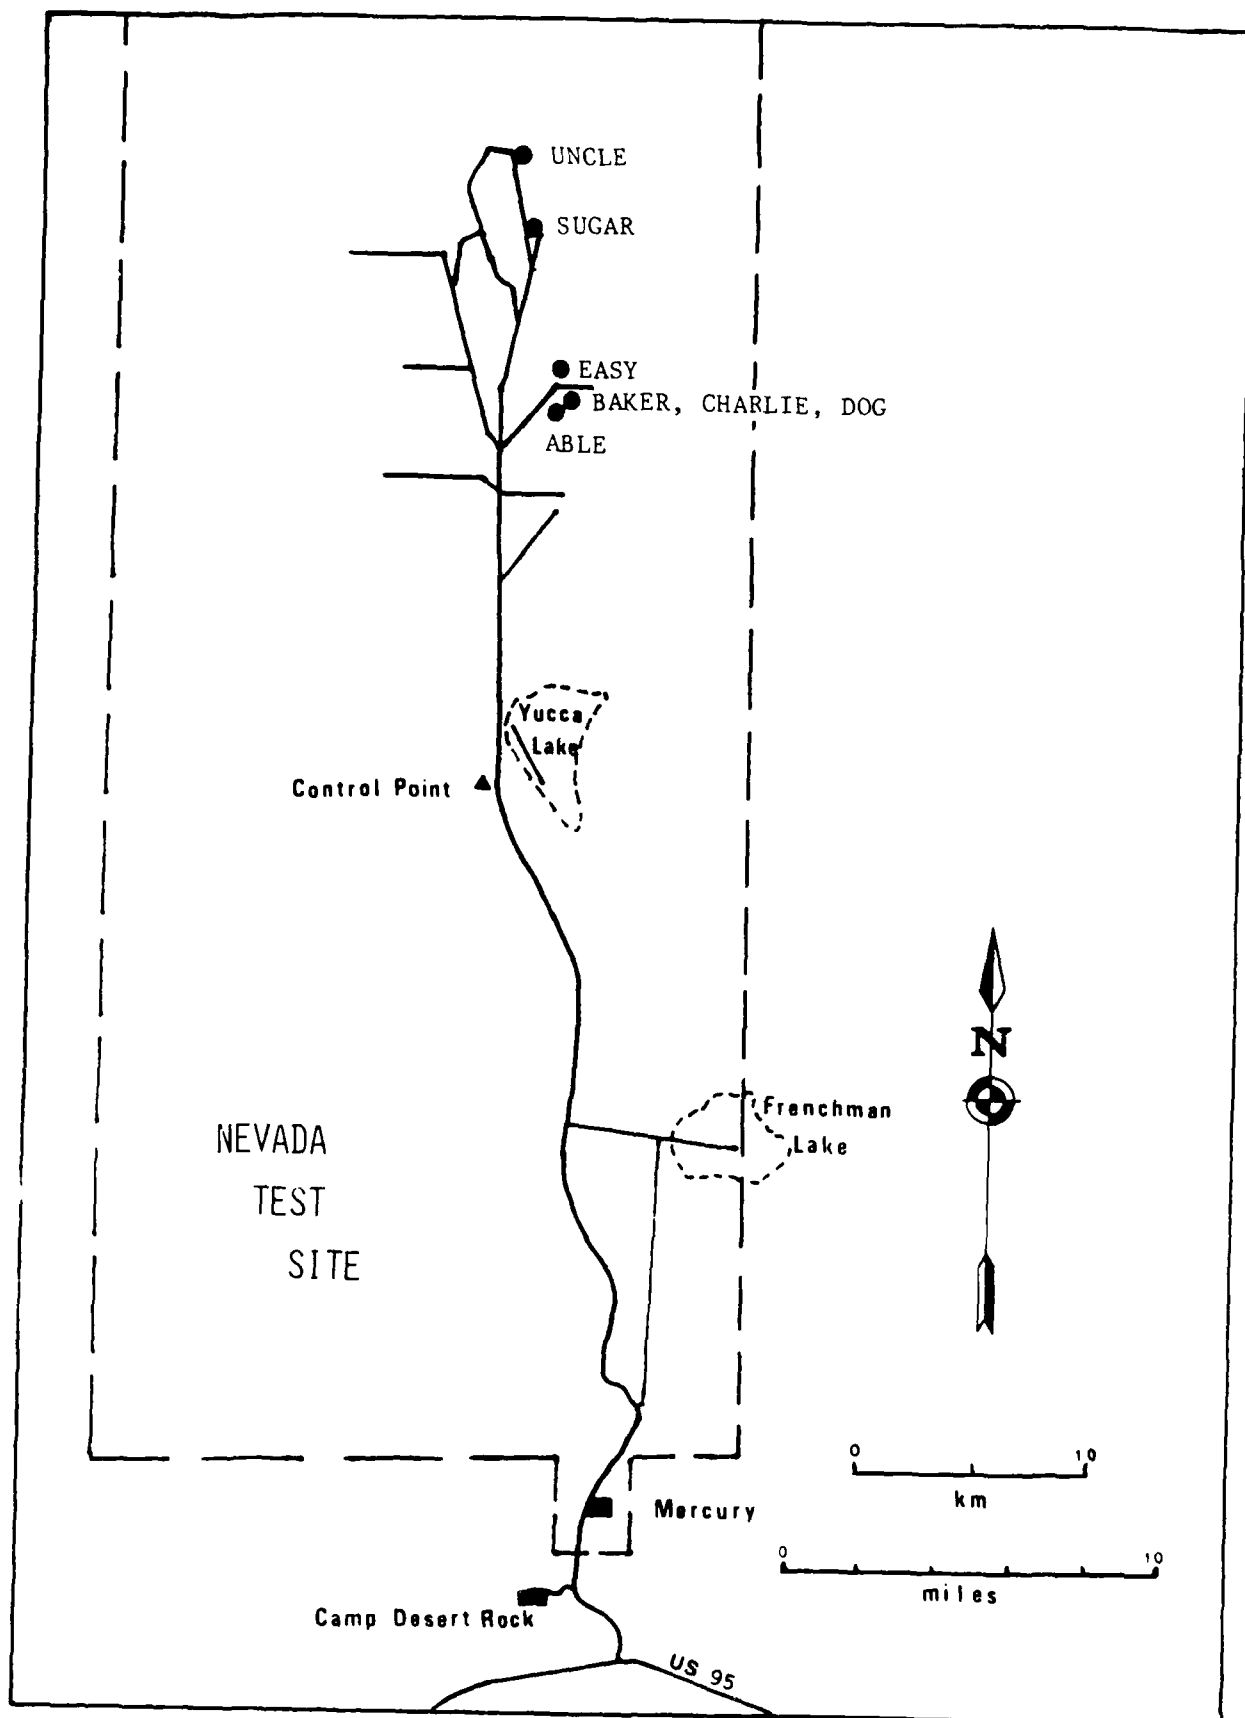 UNCLE
SUGAR
EASY
BAKER, CHARLIE, DOG
ABLE
Yucca
Lake
Control Point
N
Frenchman
Lake
NEVADA
TEST
SITE
0 10
km
Mercury
0 10
miles
Camp Desert Rock
US 95